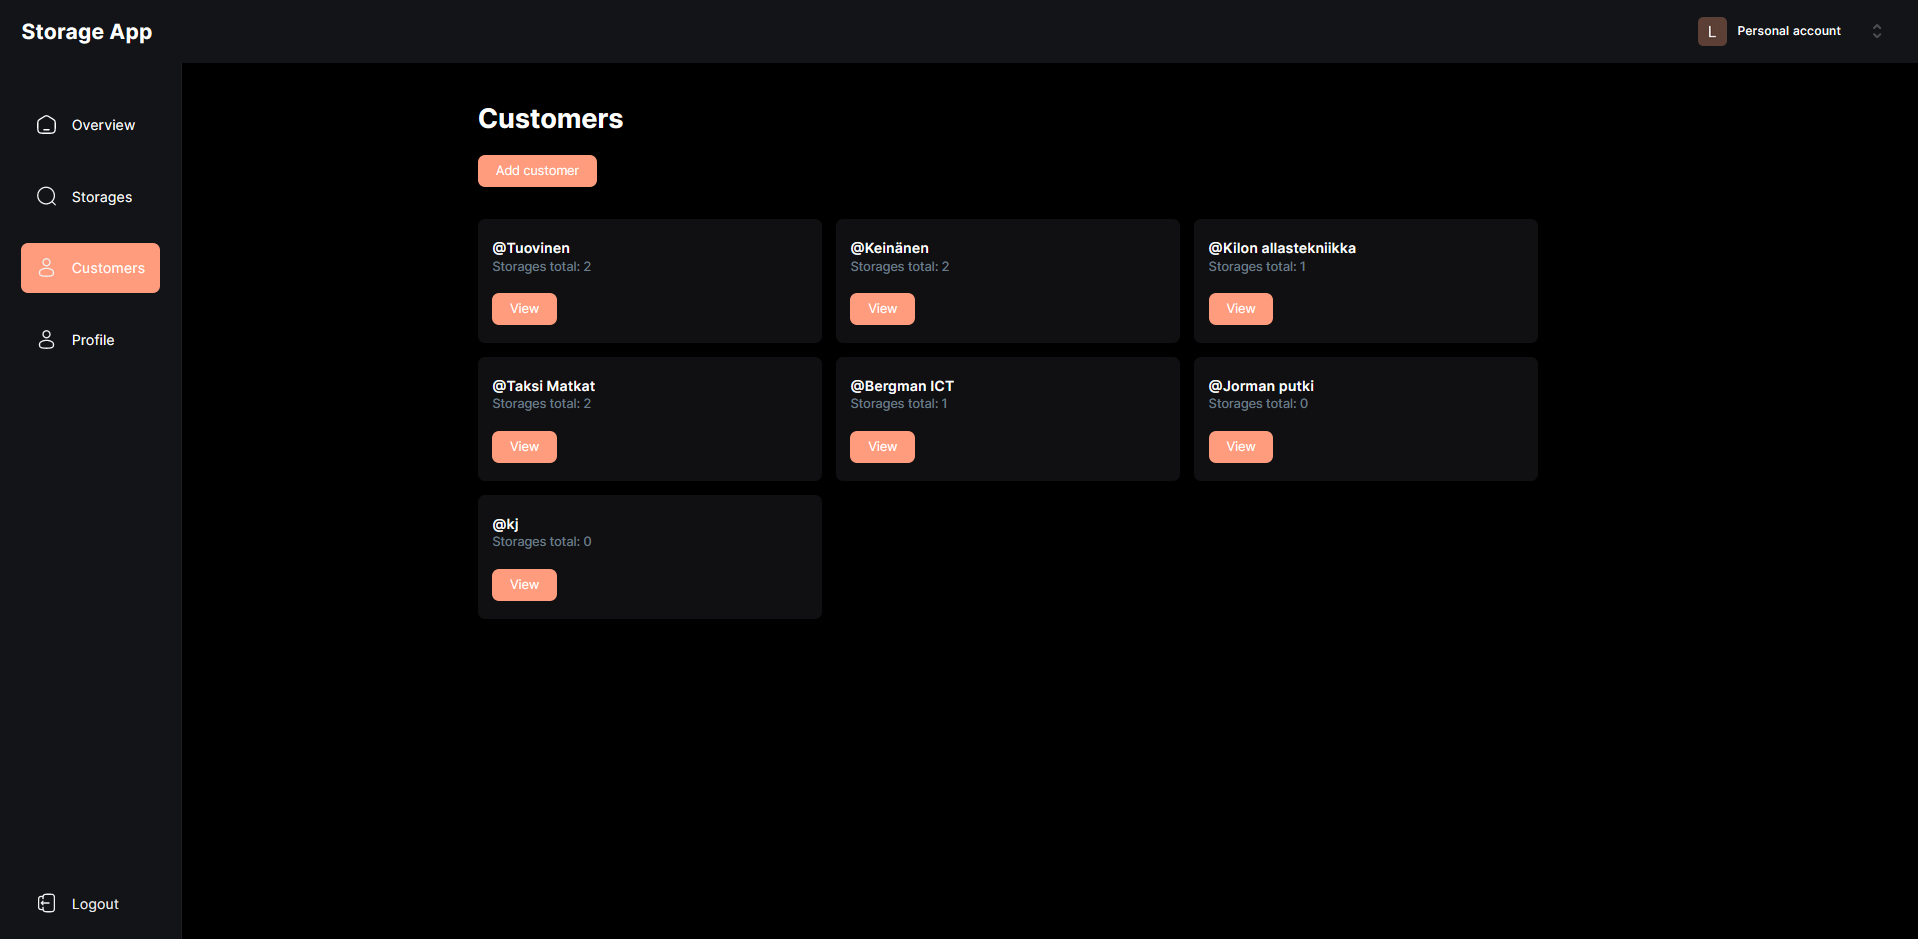 Storage App
L Personal account
Overview
Storages
Customers
Profile
Logout
Customers
Add customer
@Tuovinen
Storages total: 2
View
@Keinänen
Storages total: 2
View
@Kilon allastekniikka
Storages total: 1
View
@Taksi Matkat
Storages total: 2
View
@Bergman ICT
Storages total: 1
View
@Jorman putki
Storages total: 0
View
@kj
Storages total: 0
View